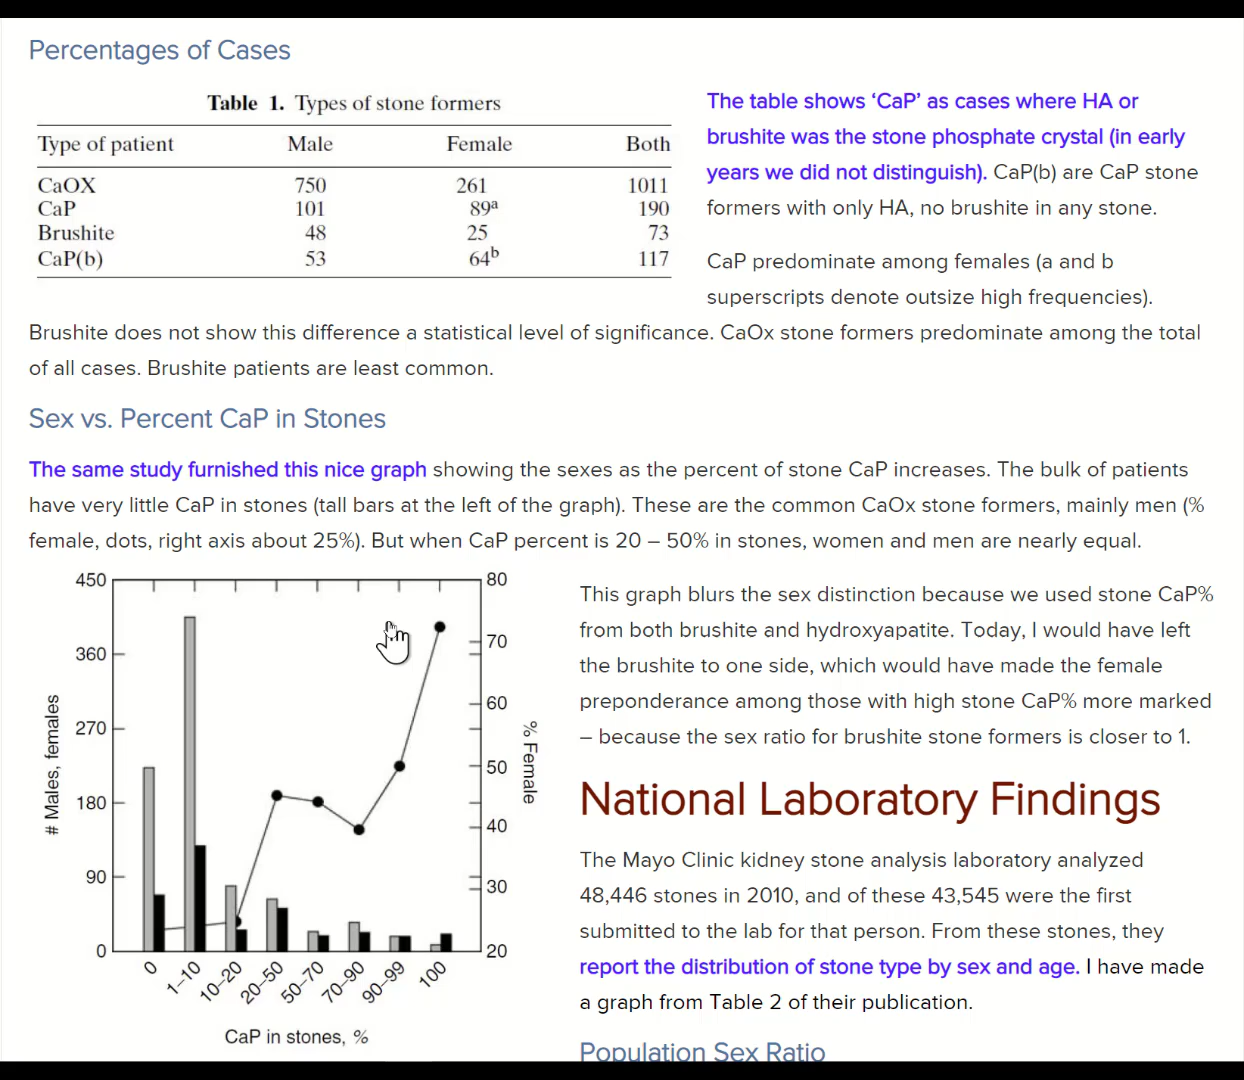 Percentages of Cases
Table 1. Types of stone formers
Type of patient Male Female Both
CaOX 750 261 1011
CaP 101 89a 190
Brushite 48 25 73
CaP(b) 53 64b 117
The table shows ‘CaP’ as cases where HA or
brushite was the stone phosphate crystal (in early
years we did not distinguish). CaP(b) are CaP stone
formers with only HA, no brushite in any stone.
CaP predominate among females (a and b
superscripts denote outsize high frequencies).
Brushite does not show this difference a statistical level of significance. CaOx stone formers predominate among the total
of all cases. Brushite patients are least common.
Sex vs. Percent CaP in Stones
The same study furnished this nice graph showing the sexes as the percent of stone CaP increases. The bulk of patients
have very little CaP in stones (tall bars at the left of the graph). These are the common CaOx stone formers, mainly men (%
female, dots, right axis about 25%). But when CaP percent is 20 – 50% in stones, women and men are nearly equal.
450
360
270
180
90
0
# Males, females
80
70
60
50
40
30
20
% Female
0 1–10 10–20 20–50 50–70 70–90 90–99 100
CaP in stones, %
This graph blurs the sex distinction because we used stone CaP%
from both brushite and hydroxyapatite. Today, I would have left
the brushite to one side, which would have made the female
preponderance among those with high stone CaP% more marked
– because the sex ratio for brushite stone formers is closer to 1.
National Laboratory Findings
The Mayo Clinic kidney stone analysis laboratory analyzed
48,446 stones in 2010, and of these 43,545 were the first
submitted to the lab for that person. From these stones, they
report the distribution of stone type by sex and age. I have made
a graph from Table 2 of their publication.
Population Sex Ratio